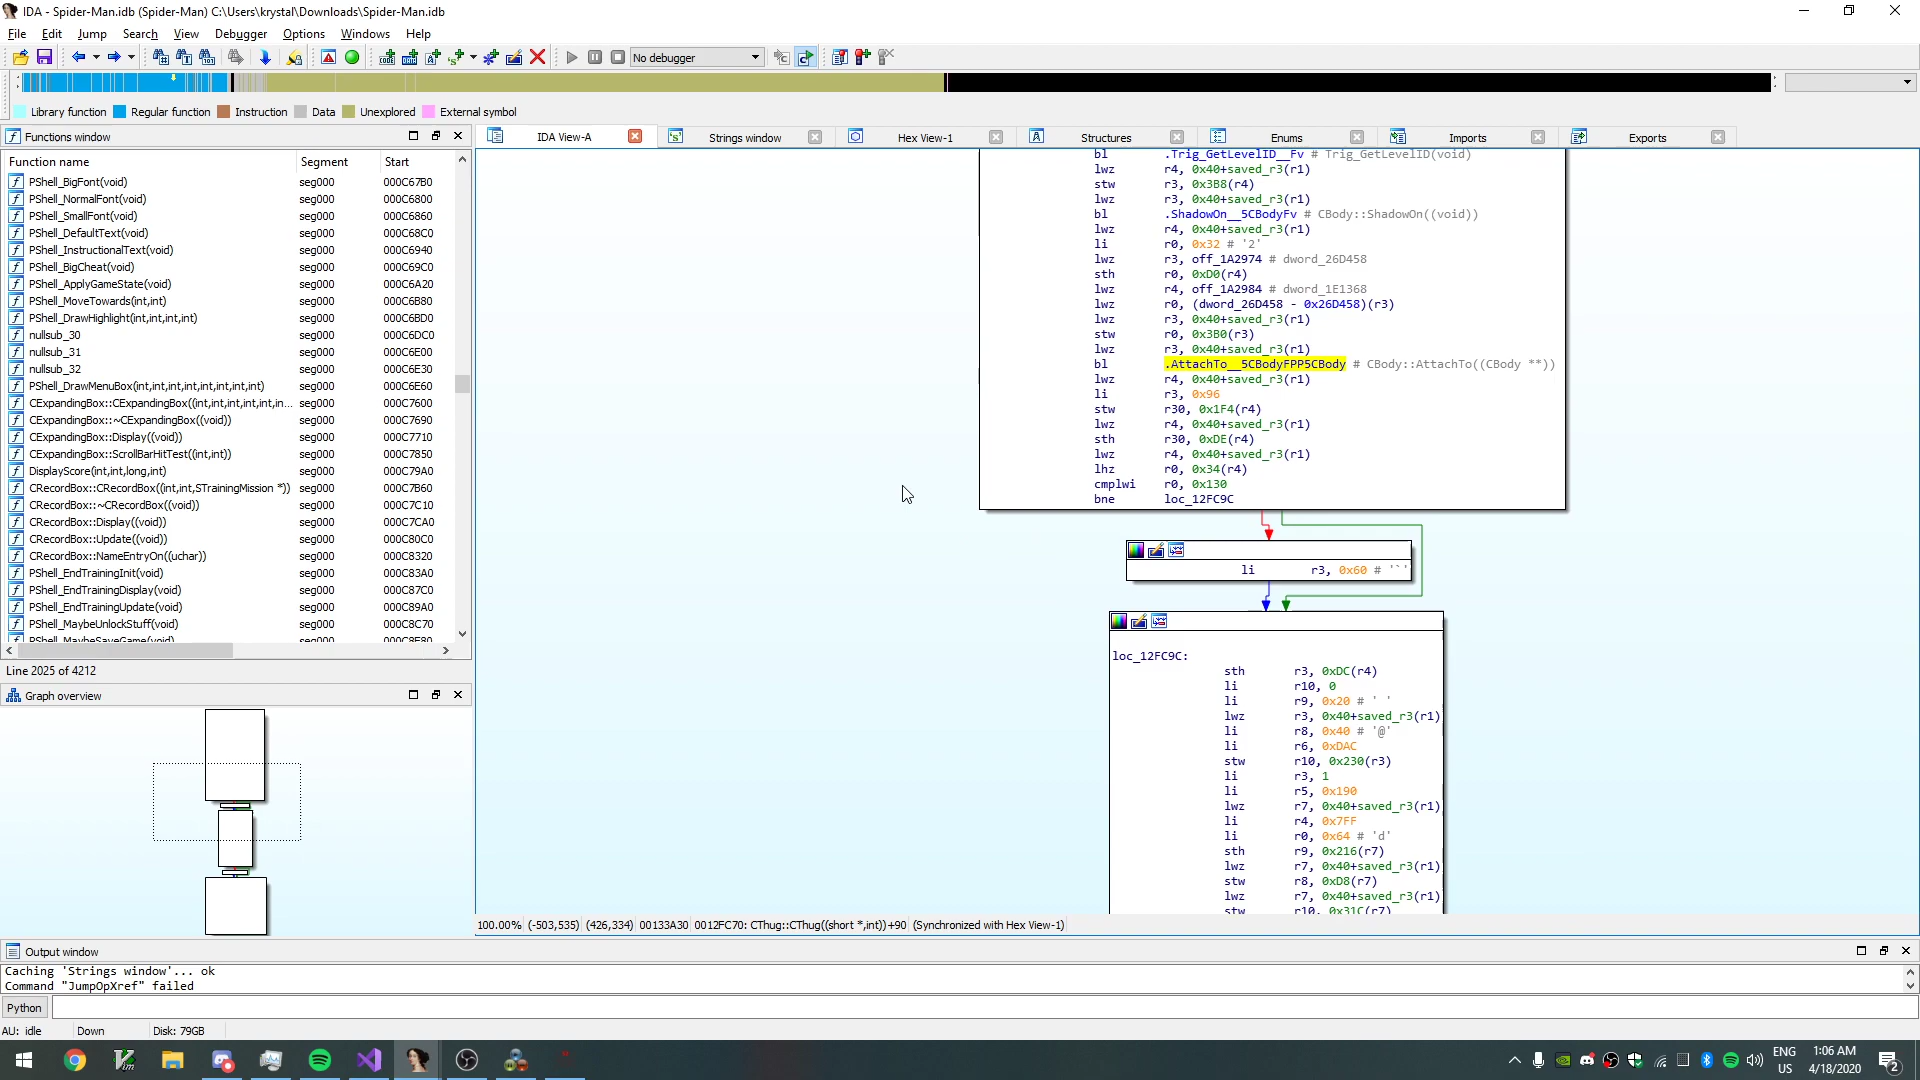 IDA - Spider-Man.idb (Spider-Man) C:\Users\krystal\Downloads\Spider-Man.idb
File Edit Jump Search View Debugger Options Windows Help
No debugger
Library function Regular function Instruction Data Unexplored External symbol
Functions window
Function name Segment Start
PShell_BigFont(void) seg000 000C67B0
PShell_NormalFont(void) seg000 000C6800
PShell_SmallFont(void) seg000 000C6860
PShell_DefaultText(void) seg000 000C68C0
PShell_InstructionalText(void) seg000 000C6940
PShell_BigCheat(void) seg000 000C69C0
PShell_ApplyGameState(void) seg000 000C6A20
PShell_MoveTowards(int,int) seg000 000C6B80
PShell_DrawHighlight(int,int,int,int) seg000 000C6BD0
nullsub_30 seg000 000C6DC0
nullsub_31 seg000 000C6E00
nullsub_32 seg000 000C6E30
PShell_DrawMenuBox(int,int,int,int,int,int,int,int) seg000 000C6E60
CExpandingBox::CExpandingBox((int,int,int,int,int,in... seg000 000C7600
CExpandingBox::~CExpandingBox((void)) seg000 000C7690
CExpandingBox::Display((void)) seg000 000C7710
CExpandingBox::ScrollBarHitTest((int,int)) seg000 000C7850
DisplayScore(int,int,long,int) seg000 000C79A0
CRecordBox::CRecordBox((int,int,STrainingMission *)) seg000 000C7B60
CRecordBox::~CRecordBox((void)) seg000 000C7C10
CRecordBox::Display((void)) seg000 000C7CA0
CRecordBox::Update((void)) seg000 000C80C0
CRecordBox::NameEntryOn((uchar)) seg000 000C8320
PShell_EndTrainingInit(void) seg000 000C83A0
PShell_EndTrainingDisplay(void) seg000 000C87C0
PShell_EndTrainingUpdate(void) seg000 000C89A0
PShell_MaybeUnlockStuff(void) seg000 000C8C70
PShell_MaybeSaveGame(void) seg000 000C8E80
Line 2025 of 4212
Graph overview
IDA View-A Strings window Hex View-1 Structures Enums Imports Exports
bl .Trig_GetLevelID__Fv # Trig_GetLevelID(void)
lwz r4, 0x40+saved_r3(r1)
stw r3, 0x3B8(r4)
lwz r3, 0x40+saved_r3(r1)
bl .ShadowOn__5CBodyFv # CBody::ShadowOn((void))
lwz r4, 0x40+saved_r3(r1)
li r0, 0x32 # '2'
lwz r3, off_1A2974 # dword_26D458
sth r0, 0xD0(r4)
lwz r4, off_1A2984 # dword_1E1368
lwz r0, (dword_26D458 - 0x26D458)(r3)
lwz r3, 0x40+saved_r3(r1)
stw r0, 0x3B0(r3)
lwz r3, 0x40+saved_r3(r1)
bl .AttachTo__5CBodyFPP5CBody # CBody::AttachTo((CBody **))
lwz r4, 0x40+saved_r3(r1)
li r3, 0x96
stw r30, 0x1F4(r4)
lwz r4, 0x40+saved_r3(r1)
sth r30, 0xDE(r4)
lwz r4, 0x40+saved_r3(r1)
lhz r0, 0x34(r4)
cmplwi r0, 0x130
bne loc_12FC9C
li r3, 0x60 # '`'
loc_12FC9C:
sth r3, 0xDC(r4)
li r10, 0
li r9, 0x20 # ' '
lwz r3, 0x40+saved_r3(r1)
li r8, 0x40 # '@'
li r6, 0xDAC
stw r10, 0x230(r3)
li r3, 1
li r5, 0x190
lwz r7, 0x40+saved_r3(r1)
li r4, 0x7FF
li r0, 0x64 # 'd'
sth r9, 0x216(r7)
lwz r7, 0x40+saved_r3(r1)
stw r8, 0xD8(r7)
lwz r7, 0x40+saved_r3(r1)
stw r10, 0x31C(r7)
100.00% (-503,535) (426,334) 00133A30 0012FC70: CThug::CThug((short *,int))+90 (Synchronized with Hex View-1)
Output window
Caching 'Strings window'... ok
Command "JumpOpXref" failed
Python
AU: idle Down Disk: 79GB
ENG
US
1:06 AM
4/18/2020
2